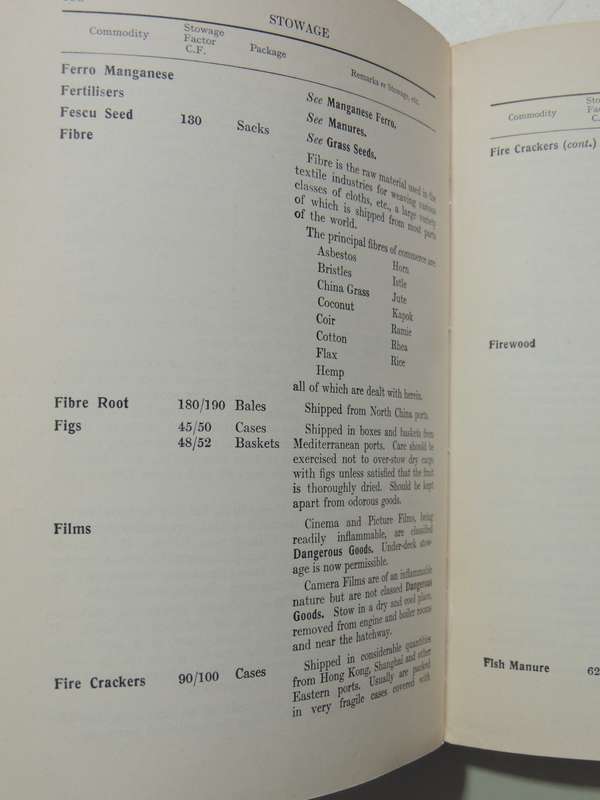 STOWAGE
Commodity
Stowage
Factor
C.F.
Package
Remarks re Stowage, etc.
Ferro Manganese
See Manganese Ferro.
Fertilisers
See Manures.
Fescu Seed 130 Sacks
See Grass Seeds.
Fibre
Fibre is the raw material used in the
textile industries for weaving various
classes of cloths, etc., a large variety
of which is shipped from most parts
of the world.
The principal fibres of commerce are:
Asbestos Horn
Bristles Istle
China Grass Jute
Coconut Kapok
Coir Ramie
Cotton Rhea
Flax Rice
Hemp
all of which are dealt with herein.
Fibre Root 180/190 Bales Shipped from North China ports.
Figs 45/50 Cases
48/52 Baskets
Shipped in boxes and baskets from
Mediterranean ports. Care should be
exercised not to over-stow dry cargo
with figs unless satisfied that the fruit
is thoroughly dried. Should be kept
apart from odorous goods.
Films
Cinema and Picture Films, being
readily inflammable, are classified
Dangerous Goods. Under-deck stow-
age is now permissible.
Camera Films are of an inflammable
nature but are not classed Dangerous
Goods. Stow in a dry and cool place,
removed from engine and boiler rooms
and near the hatchway.
Fire Crackers 90/100 Cases
Shipped in considerable quantities
from Hong Kong, Shanghai and other
Eastern ports. Usually are packed
in very fragile cases covered with
Commodity
Sto
Fa
C.
Fire Crackers (cont.)
Firewood
Fish Manure 62